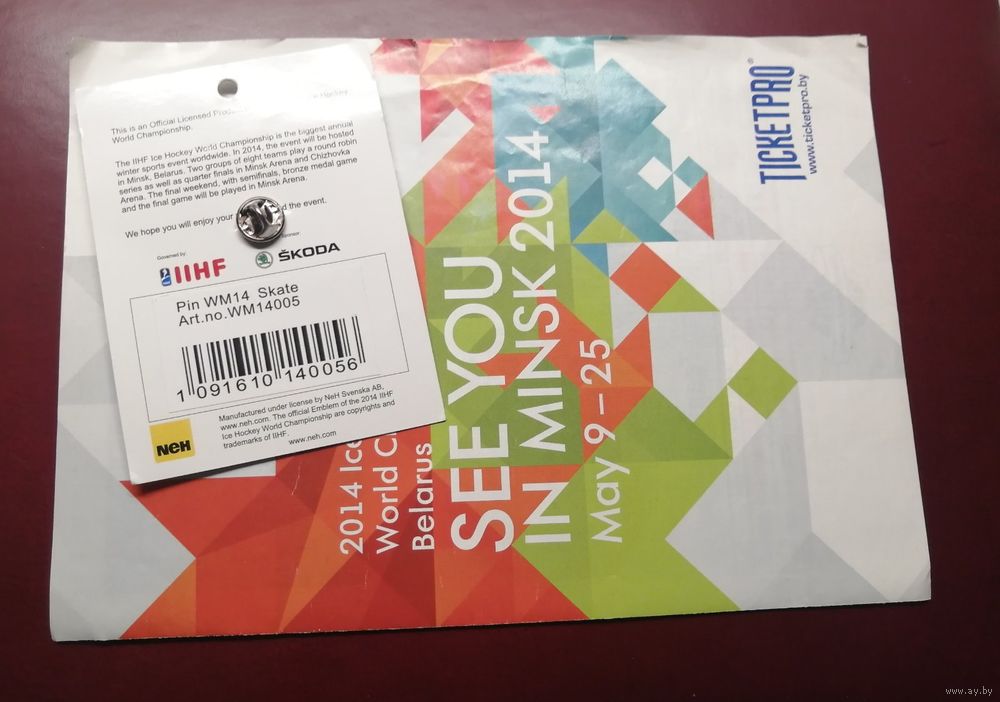 This is an Official Licensed
World Championship.
The IIHF Ice Hockey World Championship is the biggest annual
winter sports event worldwide. In 2014, the event will be hosted
in Minsk, Belarus. Two groups of eight teams play a round robin
series as well as quarter finals in Minsk Arena and Chizhovka
Arena. The final weekend, with semifinals, bronze medal game
and the final game will be played in Minsk Arena.
We hope you will enjoy your the event.
Governed by:
IIHF
ŠKODA
Pin WM14 Skate
Art.no.WM14005
1 091610 140056
NEH
Manufactured under license by NeH Svenska AB,
www.neh.com. The official Emblem of the 2014 IIHF
Ice Hockey World Championship are copyrights and
trademarks of IIHF.
www.neh.com
2014 Ice
World
Belarus
SEE YOU
IN MINSK 2014
May 9 – 25
TICKETPRO®
www.ticketpro.by
www.ay.by